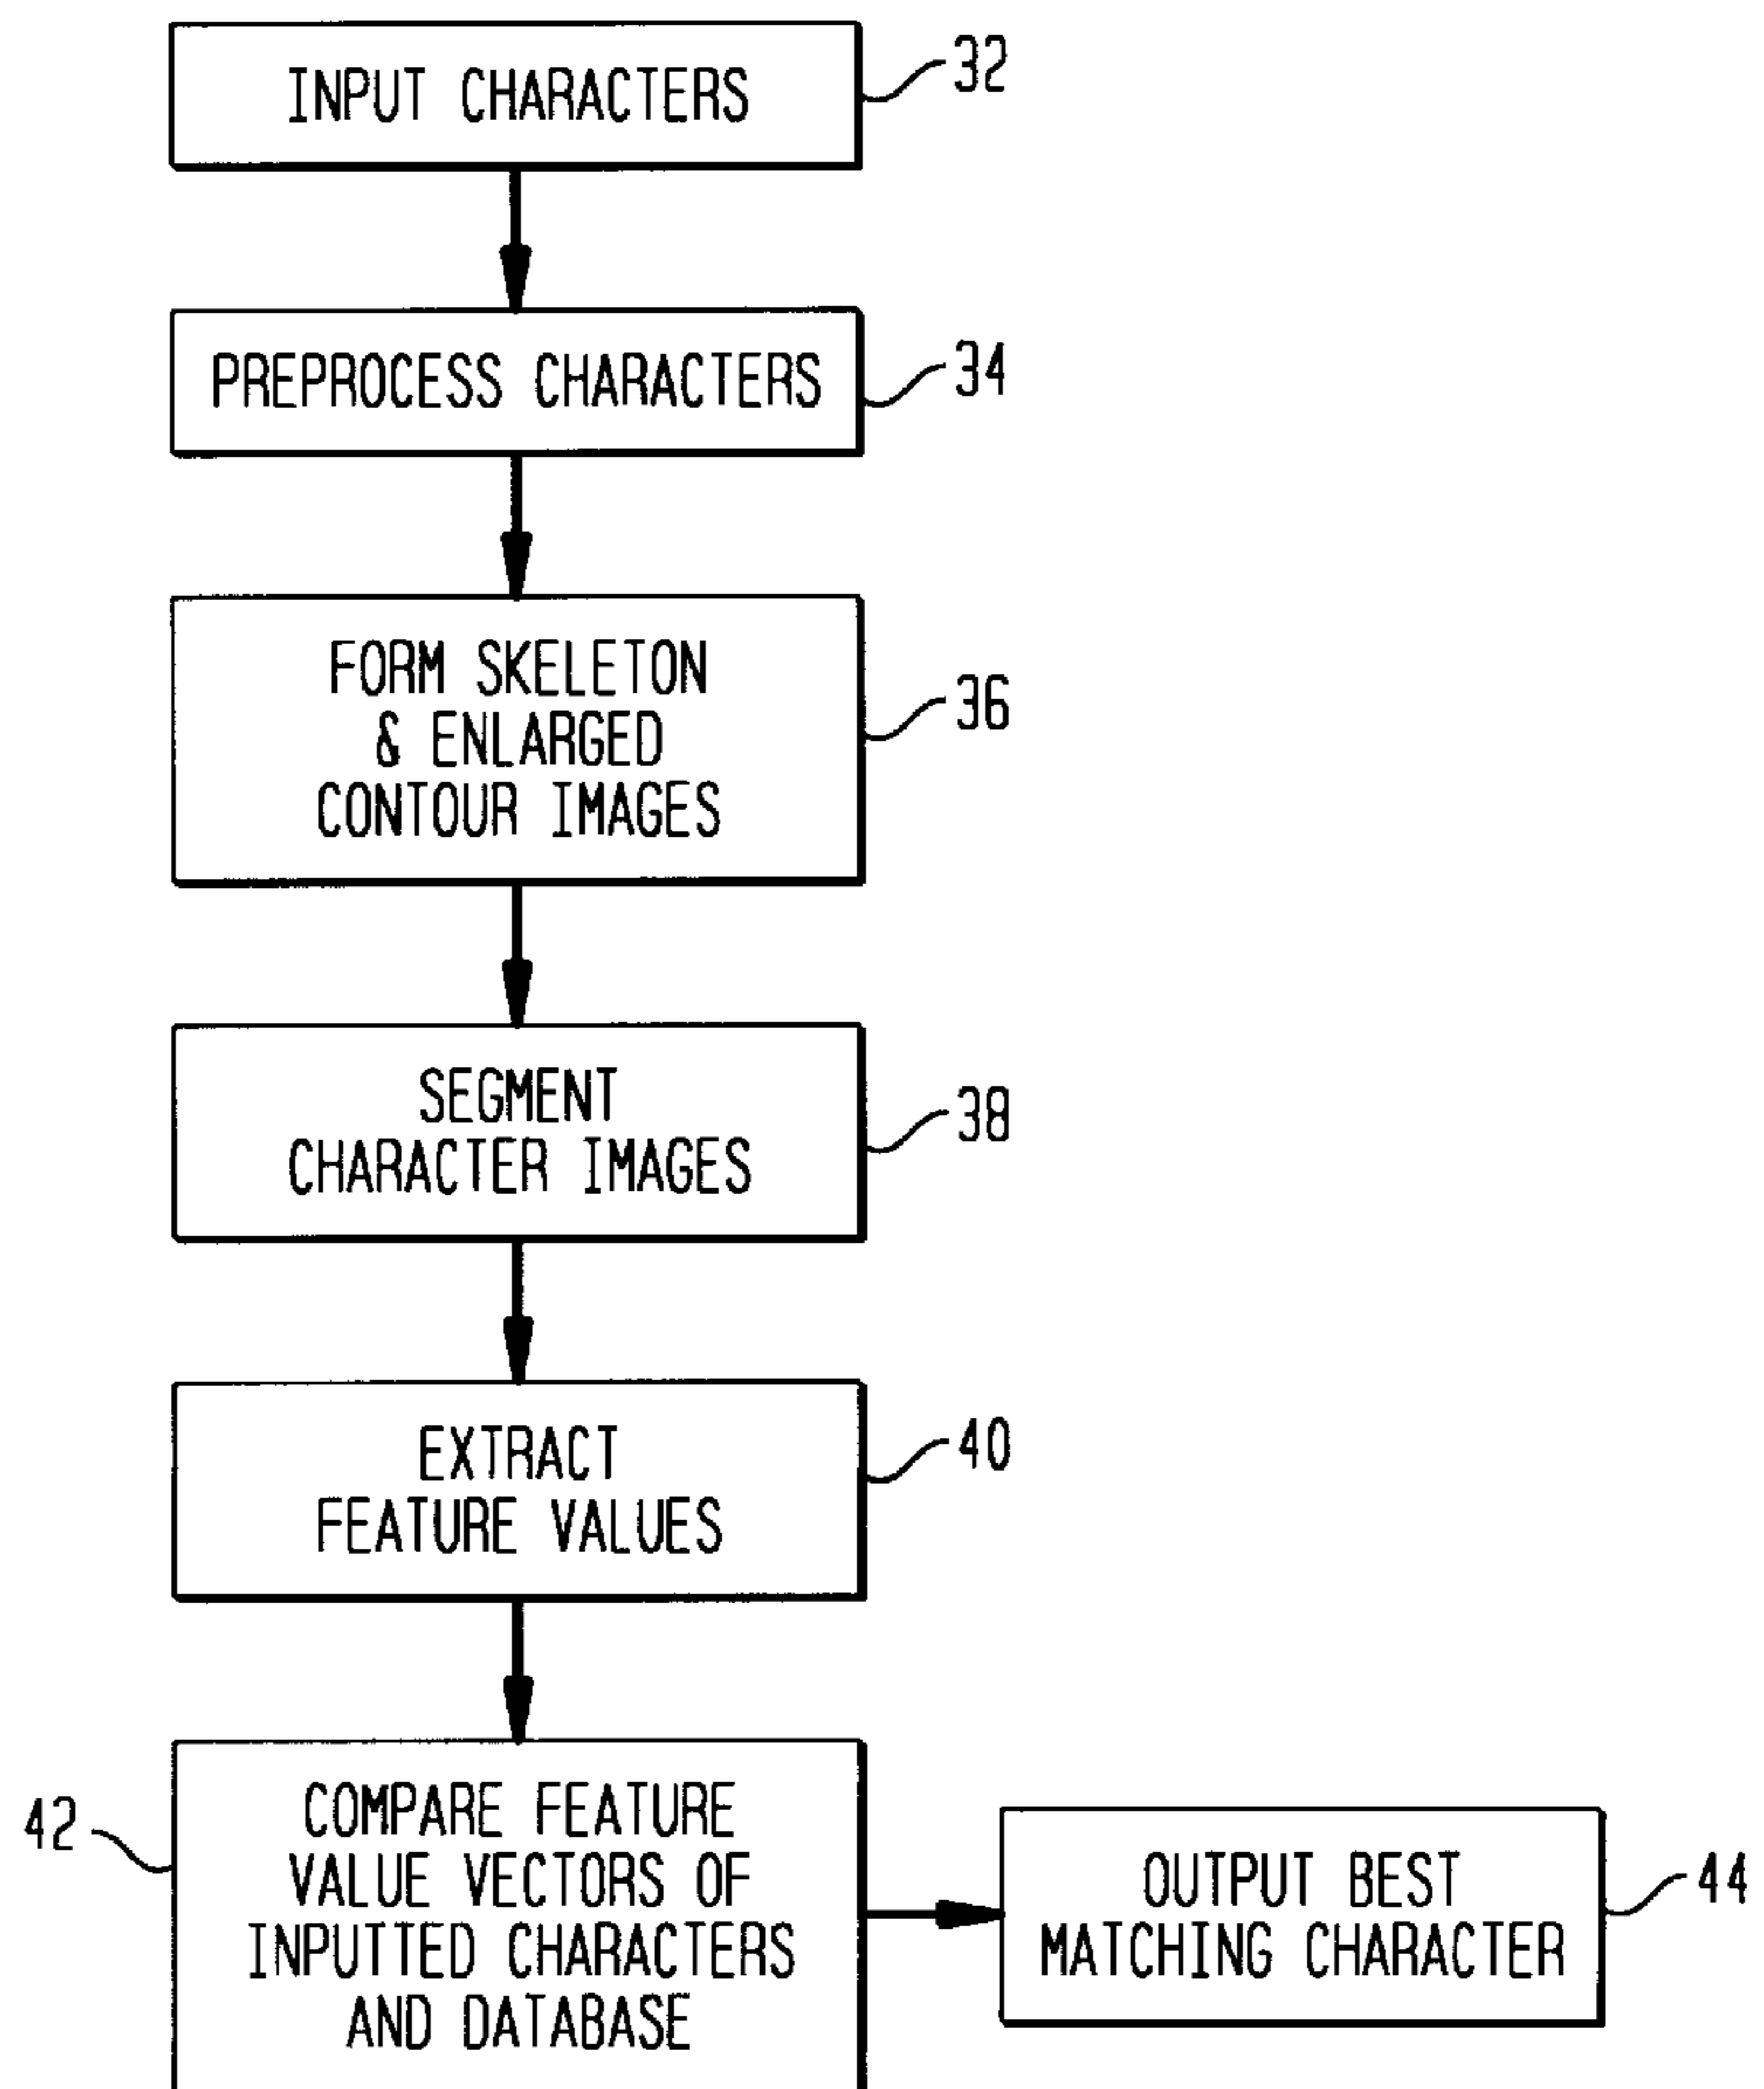 INPUT CHARACTERS
32
PREPROCESS CHARACTERS
34
FORM SKELETON
& ENLARGED
CONTOUR IMAGES
36
SEGMENT
CHARACTER IMAGES
38
EXTRACT
FEATURE VALUES
40
42
COMPARE FEATURE
VALUE VECTORS OF
INPUTTED CHARACTERS
AND DATABASE
OUTPUT BEST
MATCHING CHARACTER
44